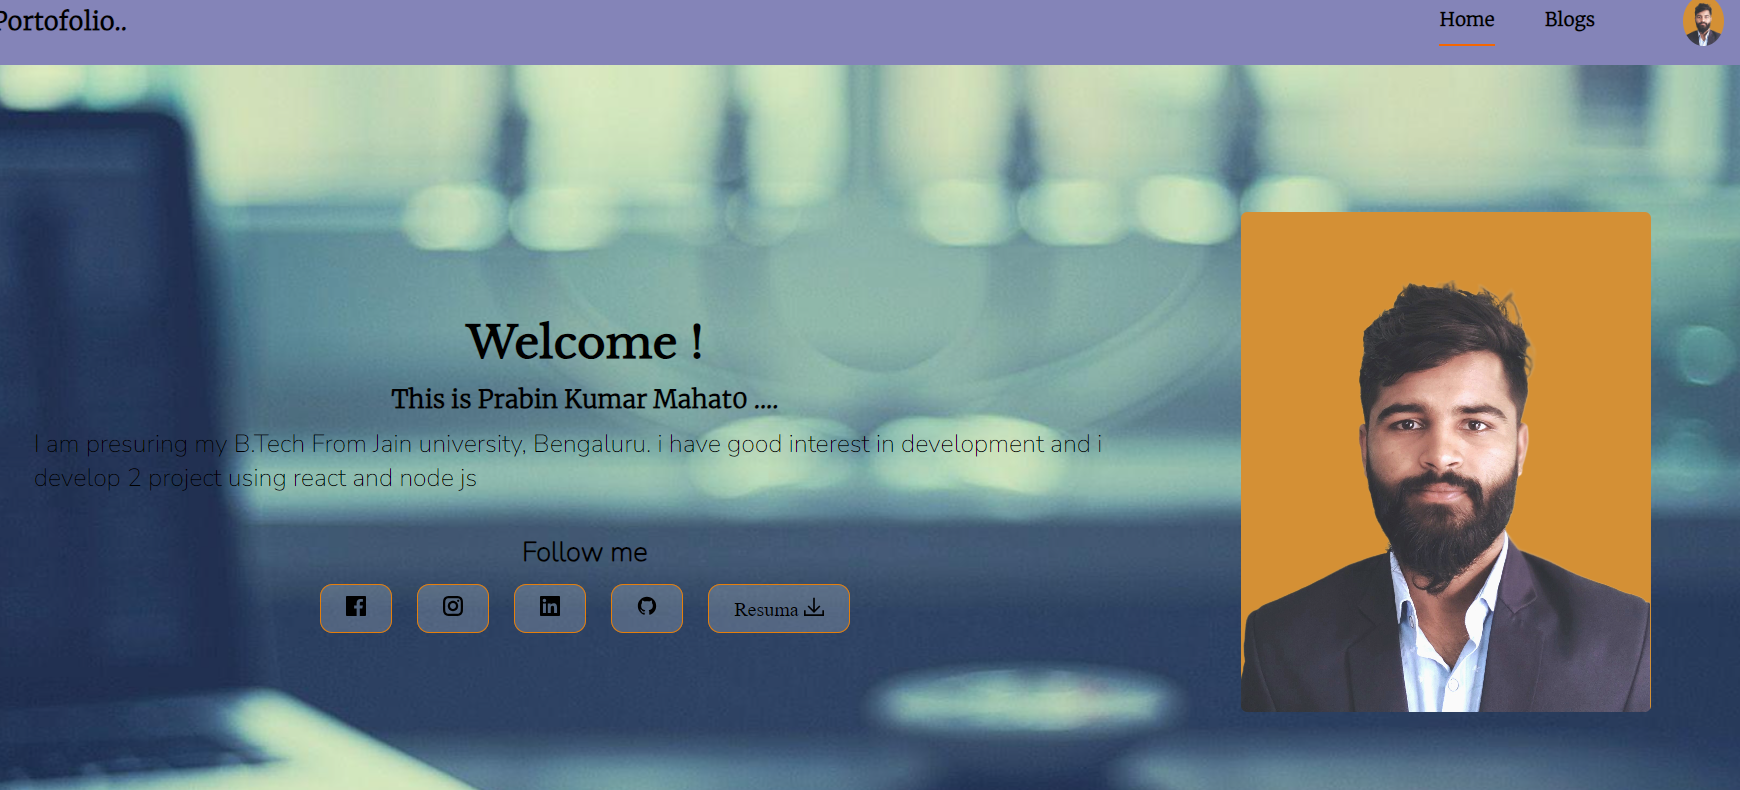 Portofolio..
Home
Blogs
Welcome !
This is Prabin Kumar Mahat0 ....
I am presuring my B.Tech From Jain university, Bengaluru. i have good interest in development and i
develop 2 project using react and node js
Follow me
Resuma